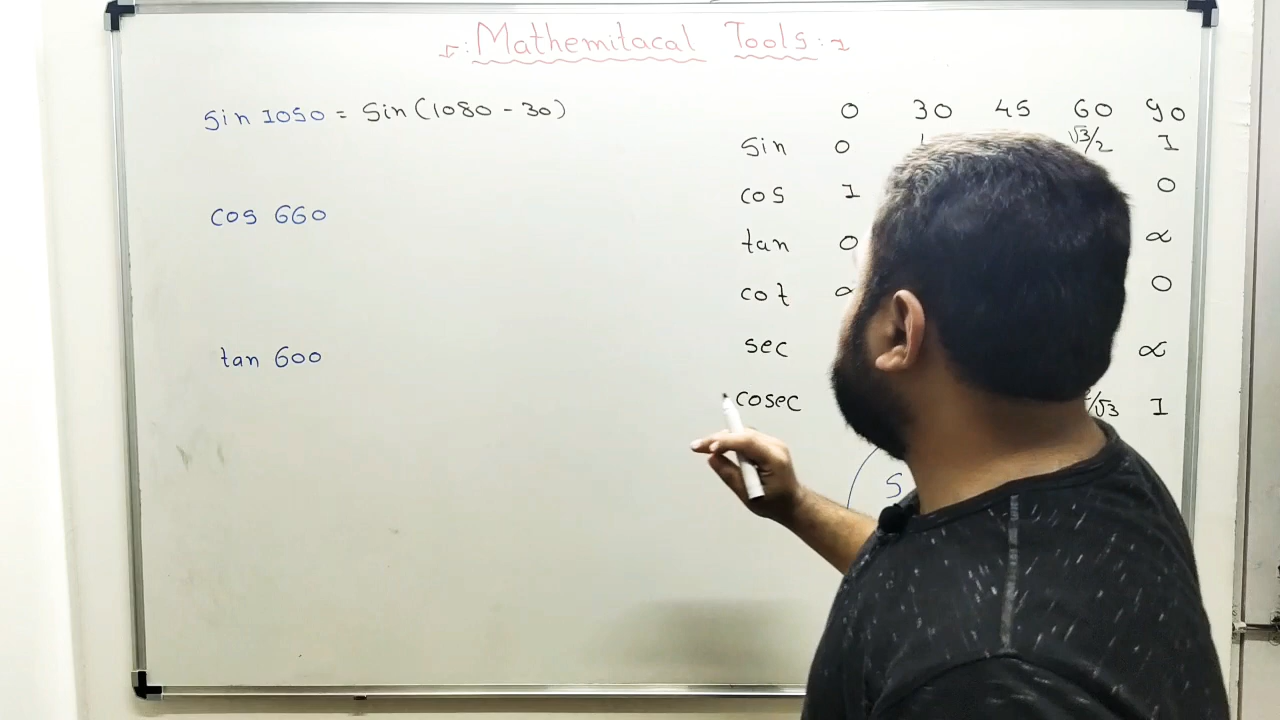 :Mathemitacal Tools:
sin 1050 = Sin(1080 - 30)
cos 660
tan 600
0 30 45 60 90
sin 0 √3/2 1
cos 1 0
tan 0 ∝
cot 0
sec ∝
cosec /√3 1
S